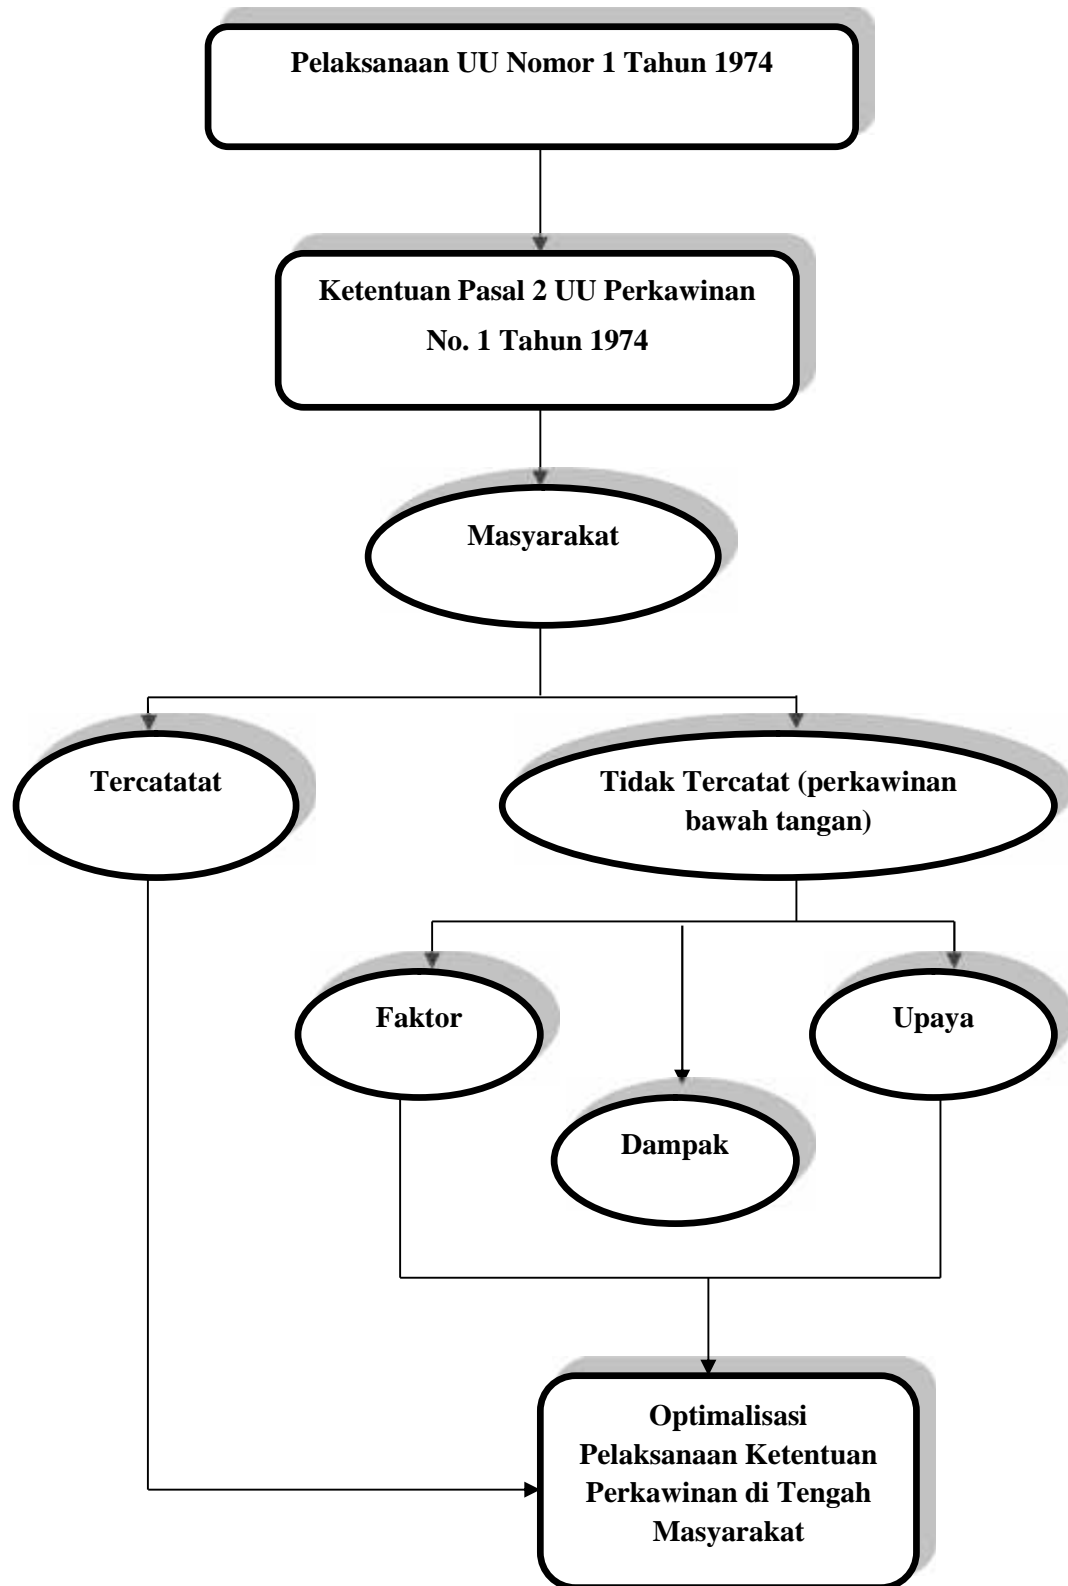 Pelaksanaan UU Nomor 1 Tahun 1974
Ketentuan Pasal 2 UU Perkawinan
No. 1 Tahun 1974
Masyarakat
Tercatatat
Tidak Tercatat (perkawinan
bawah tangan)
Faktor
Upaya
Dampak
Optimalisasi
Pelaksanaan Ketentuan
Perkawinan di Tengah
Masyarakat